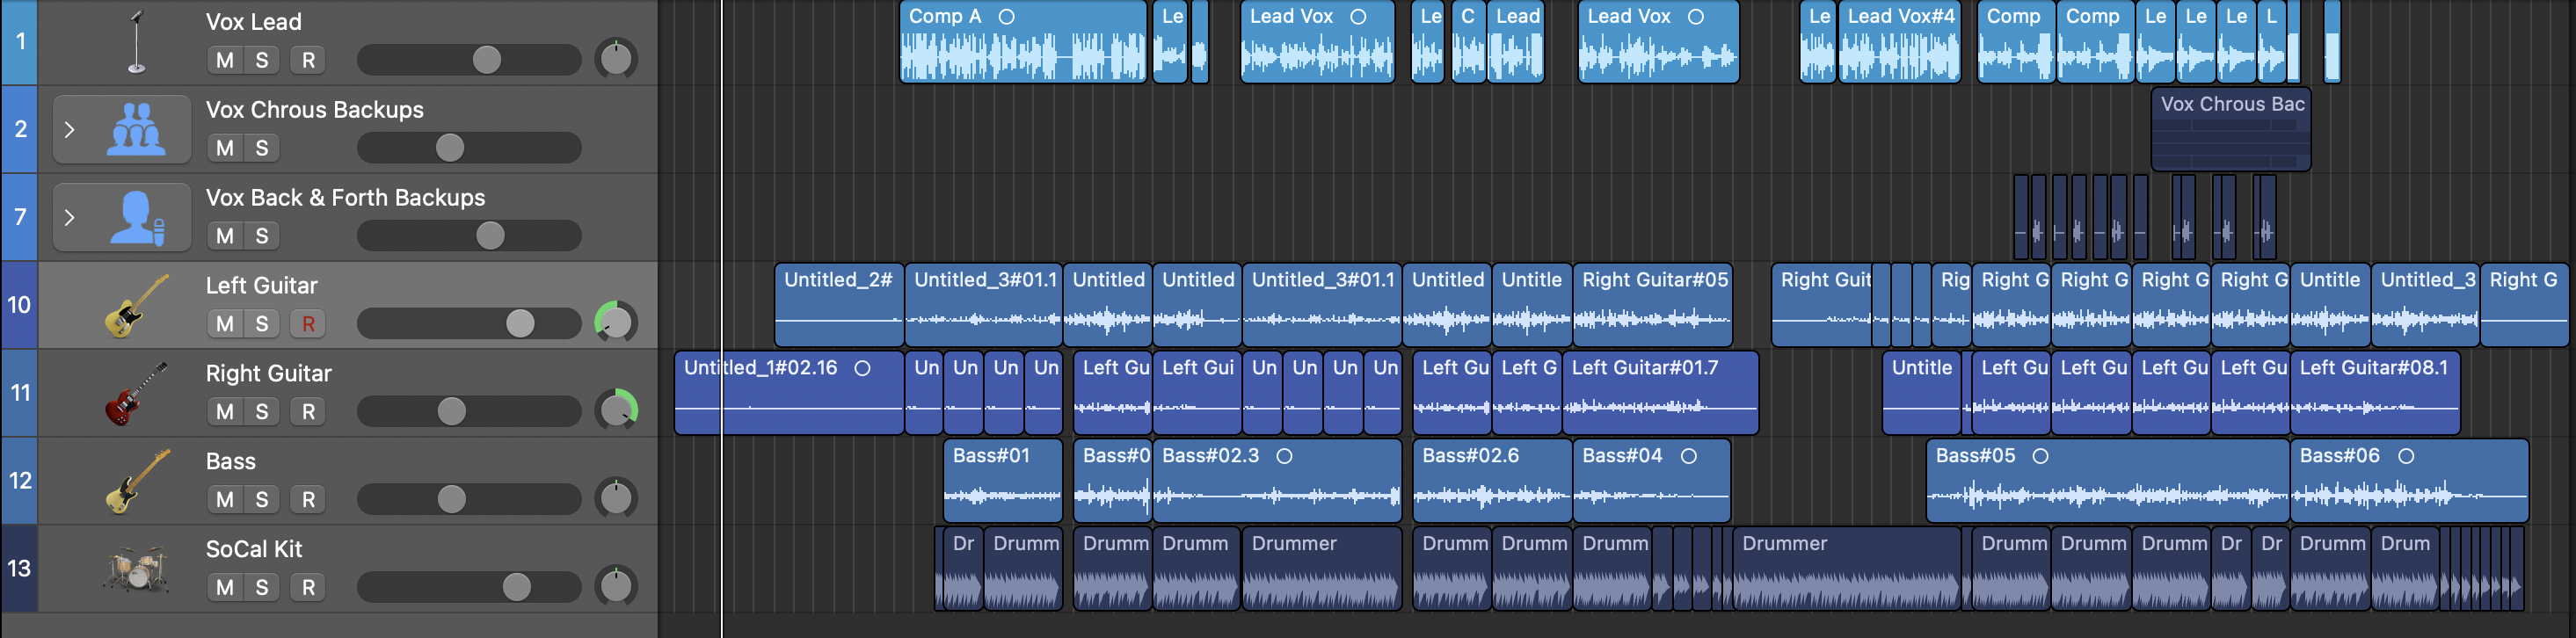 1
Vox Lead
M S R
Comp A
Le
Lead Vox
Le
C
Lead
Lead Vox
Le
Lead Vox#4
Comp
Comp
Le
Le
Le
L
2
Vox Chrous Backups
M S
Vox Chrous Bac
7
Vox Back & Forth Backups
M S
10
Left Guitar
M S R
Untitled_2#
Untitled_3#01.1
Untitled
Untitled
Untitled_3#01.1
Untitled
Untitle
Right Guitar#05
Right Guit
Rig
Right G
Right G
Right G
Right G
Untitle
Untitled_3
Right G
11
Right Guitar
M S R
Untitled_1#02.16
Un
Un
Un
Un
Left Gu
Left Gui
Un
Un
Un
Un
Left Gu
Left G
Left Guitar#01.7
Untitle
Left Gu
Left Gu
Left Gu
Left Gu
Left Guitar#08.1
12
Bass
M S R
Bass#01
Bass#0
Bass#02.3
Bass#02.6
Bass#04
Bass#05
Bass#06
13
SoCal Kit
M S R
Dr
Drumm
Drumm
Drumm
Drummer
Drumm
Drumm
Drumm
Drummer
Drumm
Drumm
Drumm
Dr
Dr
Drumm
Drum